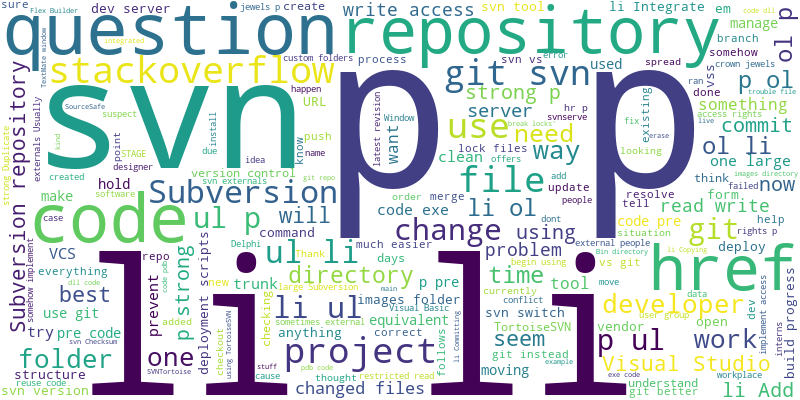 sure
Flex Builder
dev server
jewels p
create
write access
svn tool
li Integrate
em
question
repository
manage
branch
somehow
ol p
custom folders
process
svn vs
error
used
spread
crown jewels
code dll
integrated
TextMate window
stackoverflow
git svn
p ol
vss
ran
done
trouble file
svn
p
p
SourceSafe
happen
URL
strong p
server
hr p
svnserve
existing
something
access rights
live
commit
kind
suspect
install
due
push
know
latest revision
Window
want
use
need
break locks
fix
looking
erase
ol li
STAGE
point
idea
name
lock files
way
one large
strong Duplicate
externals Usually
Subversion repository
designer
version control
clean
offers
file
add
images directory
failed
think
now
created
svn externals
git repo
update
people
resolve
form
make
software
hold
Subversion
order
merge
dont
tell
read write
code
case
ul p
will
code exe
li ol
situation
help
command
change
using
code pre
git
rights p
VCS
repo
Delphi
Thank
much easier
external people
Bin directory
vs git
deploy
somehow implement
everything
dll code
prevent
p strong
deployment scripts
new
ul li
days
problem
begin using
li Copying
href
best
trunk
large Subversion
directory
p pre
time
tool
move
data
use git
code pdb
added
checking
li ul
images folder
main
currently
conflict
svn switch
developer
user group
dev
implement access
try
pre code
sometimes external
Visual Basic
equivalent
TortoiseSVN
vendor
open
svn Checksum
anything
correct
follow
li Committing
seem
p ul
work
interns
build progress
folder
one
SVNTortoise
checkout
using TortoiseSVN
project
git instead
example
Visual Studio
structure
stuff
cause
pdb code
thought
restricted read
moving
exe code
understand
workplace
reuse code
svn version
li
li
changed files
git better
li Add